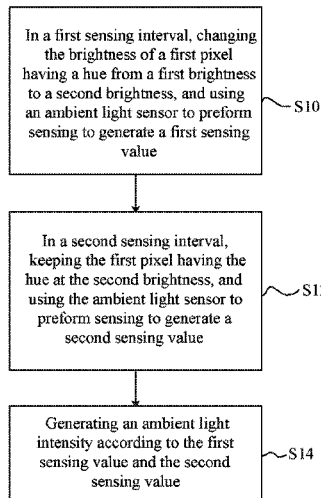 In a first sensing interval, changing
the brightness of a first pixel
having a hue from a first brightness
to a second brightness, and using
an ambient light sensor to preform
sensing to generate a first sensing
value
S10
In a second sensing interval,
keeping the first pixel having the
hue at the second brightness, and
using the ambient light sensor to
preform sensing to generate a
second sensing value
Generating an ambient light
intensity according to the first
sensing value and the second
sensing value
S14